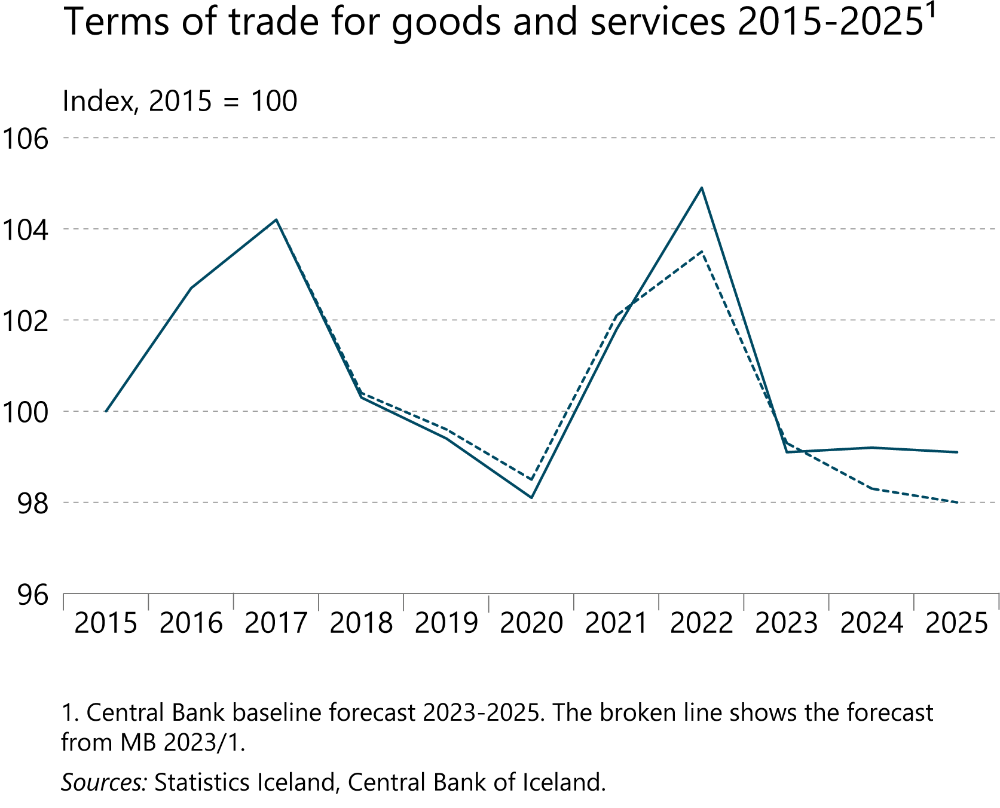 Terms of trade for goods and services 2015-2025¹
Index, 2015 = 100
106
104
102
100
98
96
2015 2016 2017 2018 2019 2020 2021 2022 2023 2024 2025
1. Central Bank baseline forecast 2023-2025. The broken line shows the forecast
from MB 2023/1.
Sources: Statistics Iceland, Central Bank of Iceland.